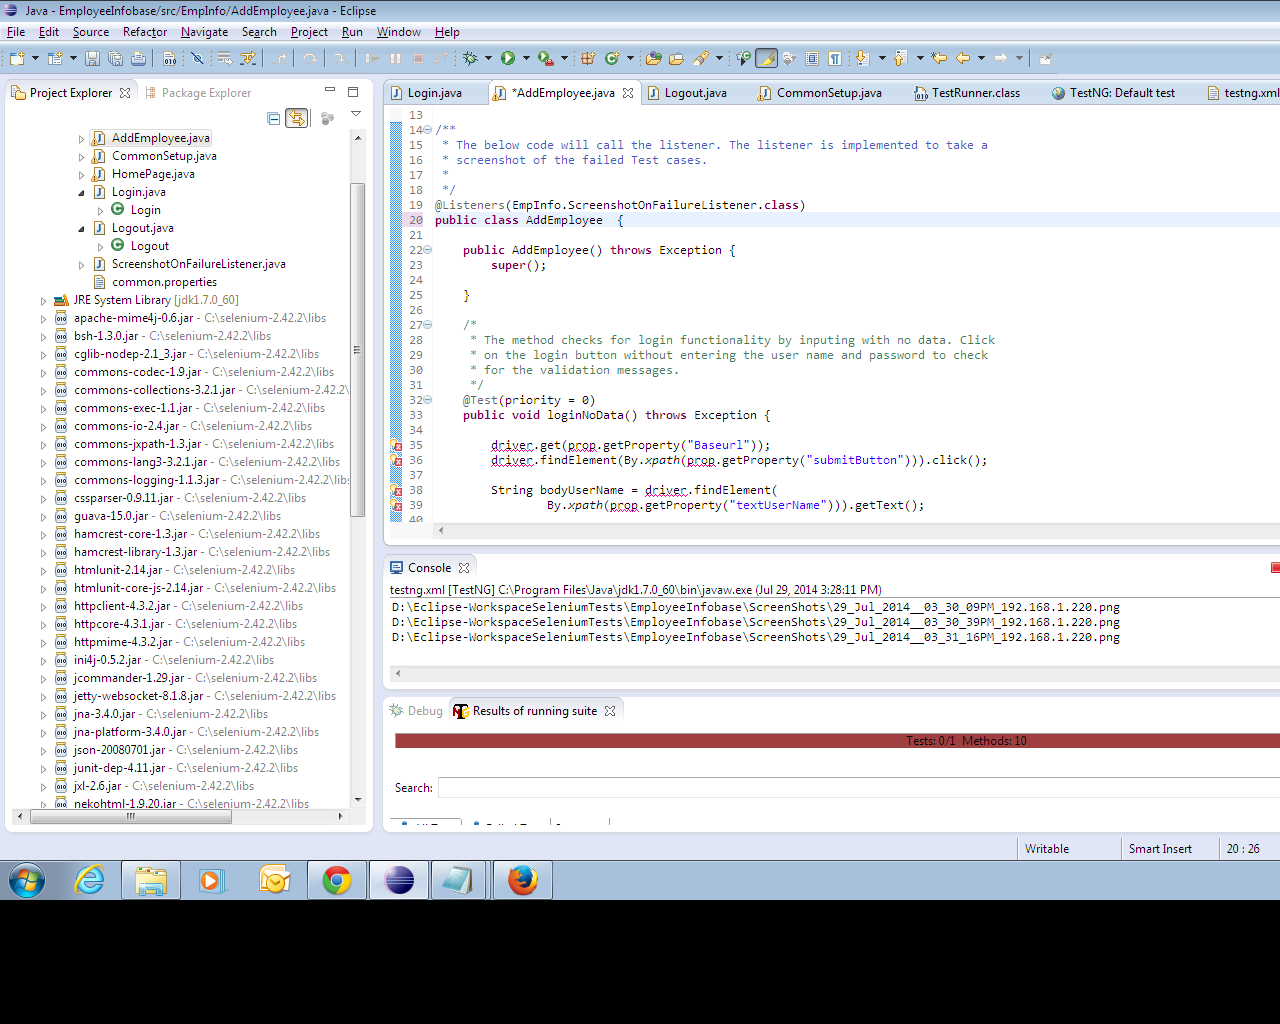 Java - EmployeeInfobase/src/EmpInfo/AddEmployee.java - Eclipse
File Edit Source Refactor Navigate Search Project Run Window Help
Project Explorer Package Explorer
AddEmployee.java
CommonSetup.java
HomePage.java
Login.java
Login
Logout.java
Logout
ScreenshotOnFailureListener.java
common.properties
JRE System Library [jdk1.7.0_60]
apache-mime4j-0.6.jar - C:\selenium-2.42.2\libs
bsh-1.3.0.jar - C:\selenium-2.42.2\libs
cglib-nodep-2.1_3.jar - C:\selenium-2.42.2\libs
commons-codec-1.9.jar - C:\selenium-2.42.2\libs
commons-collections-3.2.1.jar - C:\selenium-2.42.2\
commons-exec-1.1.jar - C:\selenium-2.42.2\libs
commons-io-2.4.jar - C:\selenium-2.42.2\libs
commons-jxpath-1.3.jar - C:\selenium-2.42.2\libs
commons-lang3-3.2.1.jar - C:\selenium-2.42.2\libs
commons-logging-1.1.3.jar - C:\selenium-2.42.2\libs
cssparser-0.9.11.jar - C:\selenium-2.42.2\libs
guava-15.0.jar - C:\selenium-2.42.2\libs
hamcrest-core-1.3.jar - C:\selenium-2.42.2\libs
hamcrest-library-1.3.jar - C:\selenium-2.42.2\libs
htmlunit-2.14.jar - C:\selenium-2.42.2\libs
htmlunit-core-js-2.14.jar - C:\selenium-2.42.2\libs
httpclient-4.3.2.jar - C:\selenium-2.42.2\libs
httpcore-4.3.1.jar - C:\selenium-2.42.2\libs
httpmime-4.3.2.jar - C:\selenium-2.42.2\libs
ini4j-0.5.2.jar - C:\selenium-2.42.2\libs
jcommander-1.29.jar - C:\selenium-2.42.2\libs
jetty-websocket-8.1.8.jar - C:\selenium-2.42.2\libs
jna-3.4.0.jar - C:\selenium-2.42.2\libs
jna-platform-3.4.0.jar - C:\selenium-2.42.2\libs
json-20080701.jar - C:\selenium-2.42.2\libs
junit-dep-4.11.jar - C:\selenium-2.42.2\libs
jxl-2.6.jar - C:\selenium-2.42.2\libs
nekohtml-1.9.20.jar - C:\selenium-2.42.2\libs
Login.java *AddEmployee.java Logout.java CommonSetup.java TestRunner.class TestNG: Default test testng.xml
13
14 /**
15 * The below code will call the listener. The listener is implemented to take a
16 * screenshot of the failed Test cases.
17 *
18 */
19 @Listeners(EmpInfo.ScreenshotOnFailureListener.class)
20 public class AddEmployee {
21
22 public AddEmployee() throws Exception {
23 super();
24
25 }
26
27 /*
28 * The method checks for login functionality by inputing with no data. Click
29 * on the login button without entering the user name and password to check
30 * for the validation messages.
31 */
32 @Test(priority = 0)
33 public void loginNoData() throws Exception {
34
35 driver.get(prop.getProperty("Baseurl"));
36 driver.findElement(By.xpath(prop.getProperty("submitButton"))).click();
37
38 String bodyUserName = driver.findElement(
39 By.xpath(prop.getProperty("textUserName"))).getText();
40
Console
testng.xml [TestNG] C:\Program Files\Java\jdk1.7.0_60\bin\javaw.exe (Jul 29, 2014 3:28:11 PM)
D:\Eclipse-WorkspaceSeleniumTests\EmployeeInfobase\ScreenShots\29_Jul_2014__03_30_09PM_192.168.1.220.png
D:\Eclipse-WorkspaceSeleniumTests\EmployeeInfobase\ScreenShots\29_Jul_2014__03_30_39PM_192.168.1.220.png
D:\Eclipse-WorkspaceSeleniumTests\EmployeeInfobase\ScreenShots\29_Jul_2014__03_31_16PM_192.168.1.220.png
Debug Results of running suite
Tests: 0/1 Methods: 10
Search:
Writable Smart Insert 20 : 26